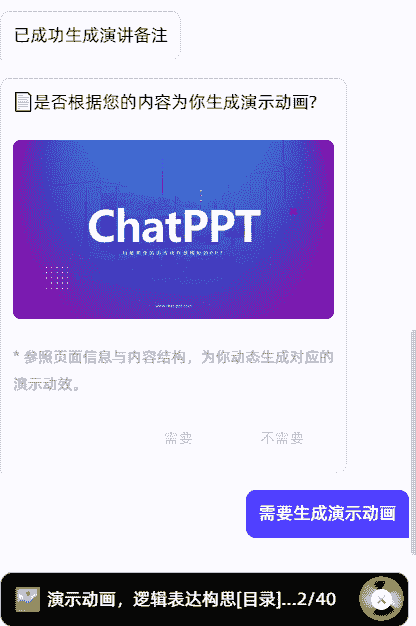 已成功生成演讲备注
是否根据您的内容为你生成演示动画?
ChatPPT
* 参照页面信息与内容结构，为你动态生成对应的
演示动效。
需要
不需要
需要生成演示动画
演示动画，逻辑表达构思[目录]...2/40